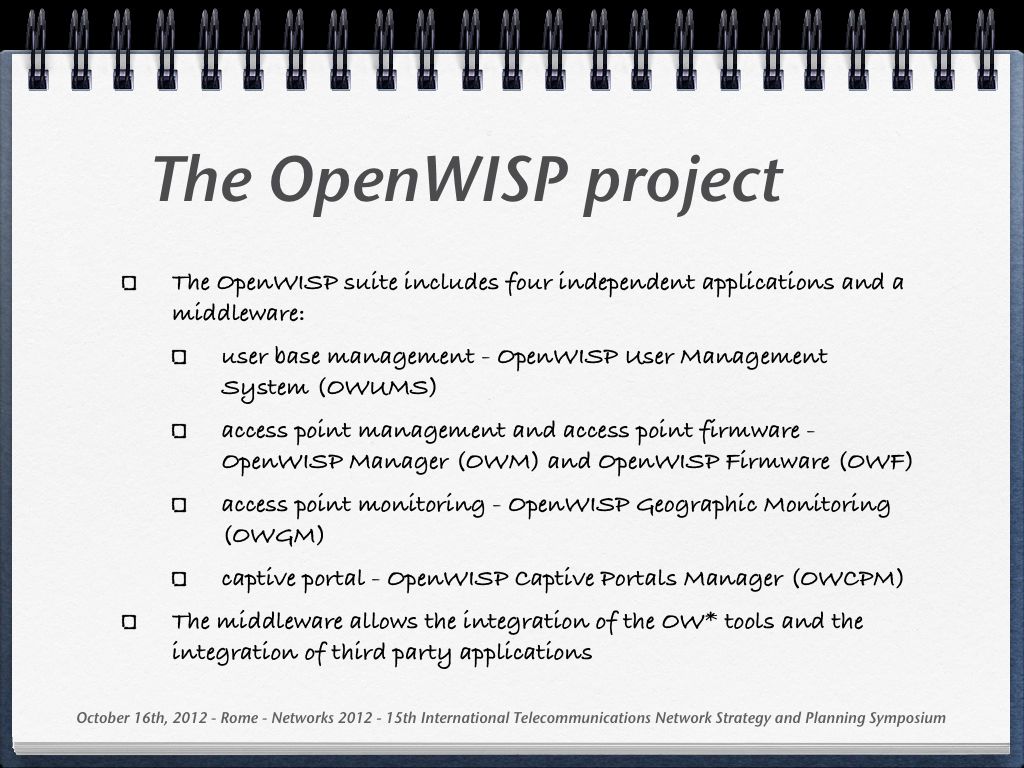 The OpenWISP project
The OpenWISP suite includes four independent applications and a
middleware:
user base management - OpenWISP User Management
System (OWUMS)
access point management and access point firmware -
OpenWISP Manager (OWM) and OpenWISP Firmware (OWF)
access point monitoring - OpenWISP Geographic Monitoring
(OWGM)
captive portal - OpenWISP Captive Portals Manager (OWCPM)
The middleware allows the integration of the OW* tools and the
integration of third party applications
October 16th, 2012 - Rome - Networks 2012 - 15th International Telecommunications Network Strategy and Planning Symposium